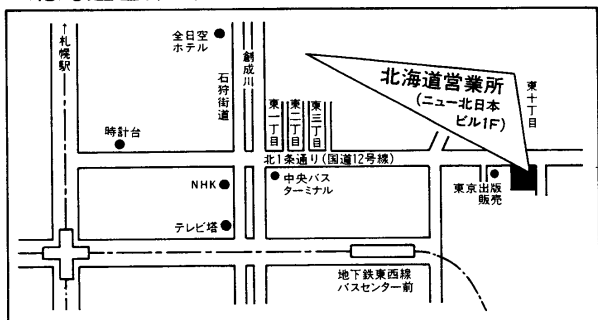 ↑札幌駅
全日空
ホテル
石狩街道
創成川
東一丁目
東二丁目
東三丁目
北海道営業所
(ニュー北日本
ビル1F)
東十丁目
時計台
北1条通り(国道12号線)
NHK
中央バス
ターミナル
東京出版
販売
テレビ塔
地下鉄東西線
バスセンター前